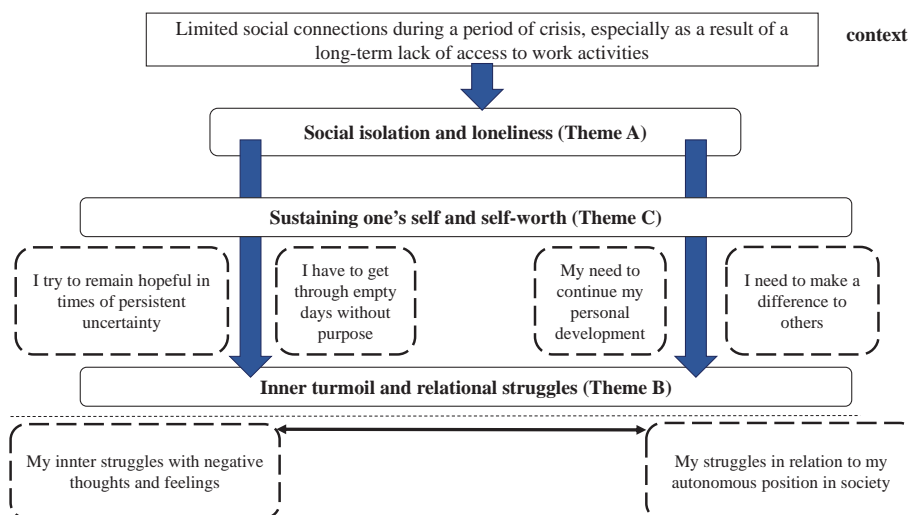 Limited social connections during a period of crisis, especially as a result of a
long-term lack of access to work activities
context
Social isolation and loneliness (Theme A)
Sustaining one's self and self-worth (Theme C)
I try to remain hopeful in
times of persistent
uncertainty
I have to get
through empty
days without
purpose
My need to
continue my
personal
development
I need to make a
difference to
others
Inner turmoil and relational struggles (Theme B)
My innter struggles with negative
thoughts and feelings
My struggles in relation to my
autonomous position in society